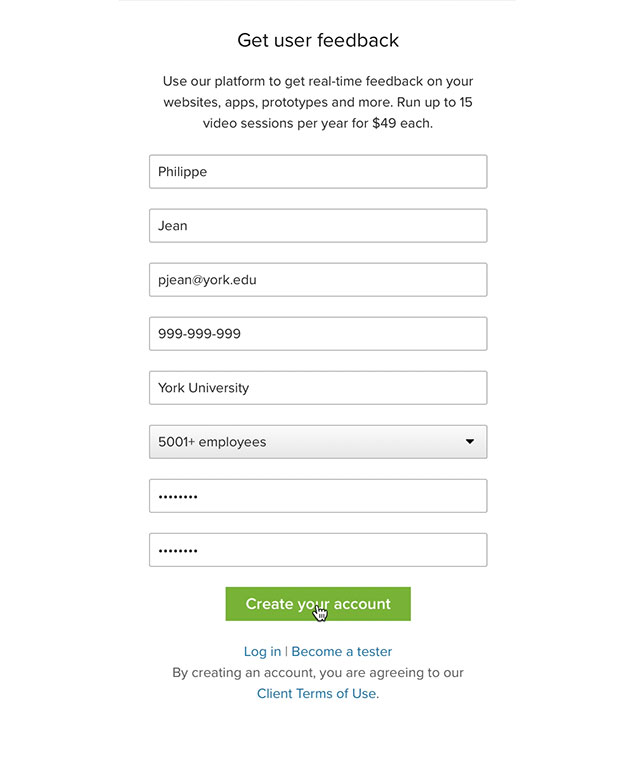 Get user feedback
Use our platform to get real-time feedback on your
websites, apps, prototypes and more. Run up to 15
video sessions per year for $49 each.
Philippe
Jean
pjean@york.edu
999-999-999
York University
5001+ employees
••••••••
••••••••
Create your account
Log in | Become a tester
By creating an account, you are agreeing to our
Client Terms of Use.